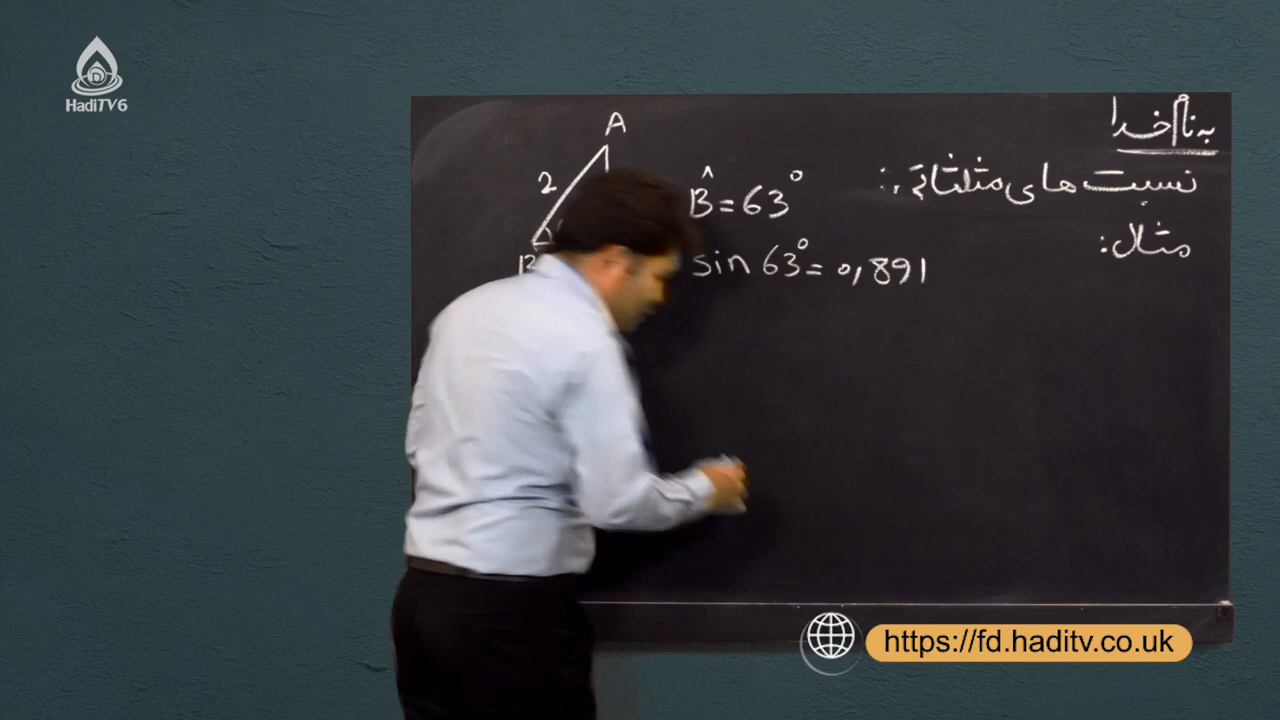 HadiTV6
به نام خدا
نسبت های مثلثاتی :
مثال :
A
2
B̂ = 63°
B
sin 63° = 0,891
https://fd.haditv.co.uk